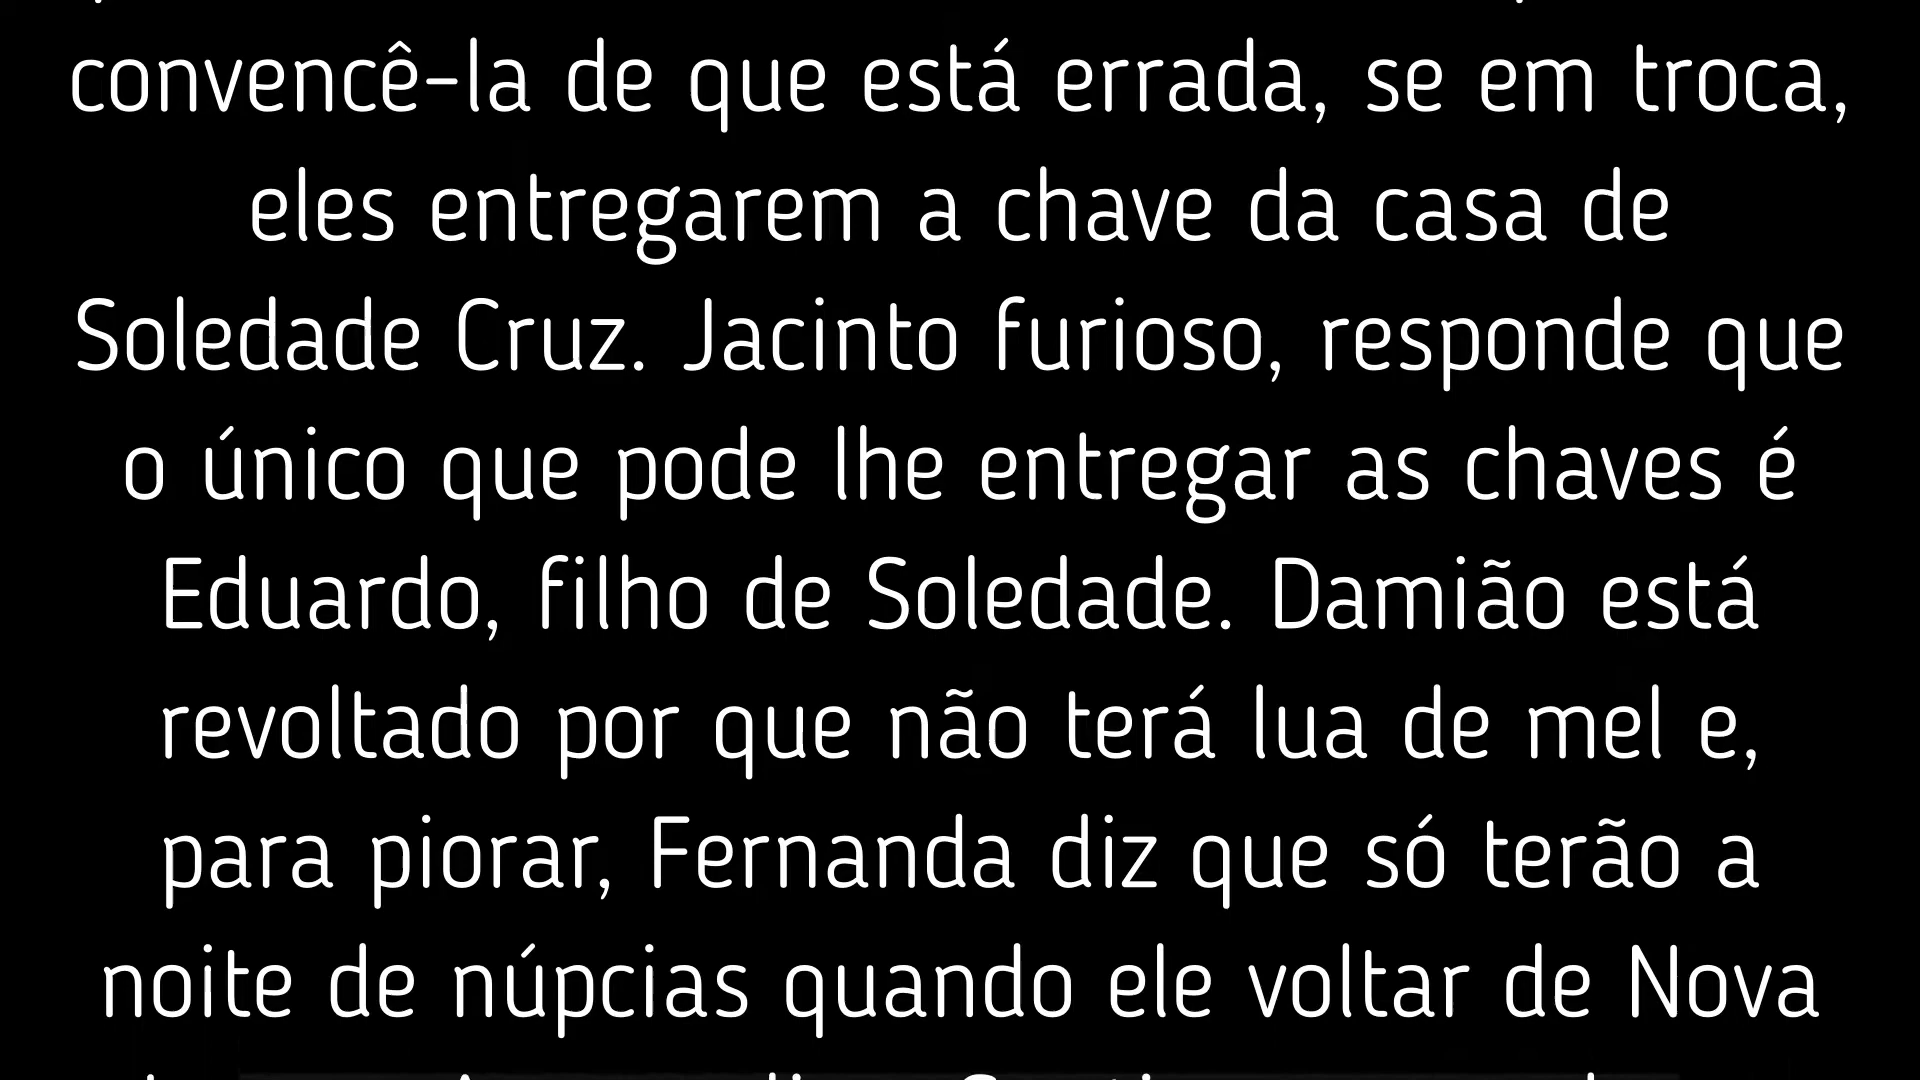 convencê-la de que está errada, se em troca,
eles entregarem a chave da casa de
Soledade Cruz. Jacinto furioso, responde que
o único que pode lhe entregar as chaves é
Eduardo, filho de Soledade. Damião está
revoltado por que não terá lua de mel e,
para piorar, Fernanda diz que só terão a
noite de núpcias quando ele voltar de Nova